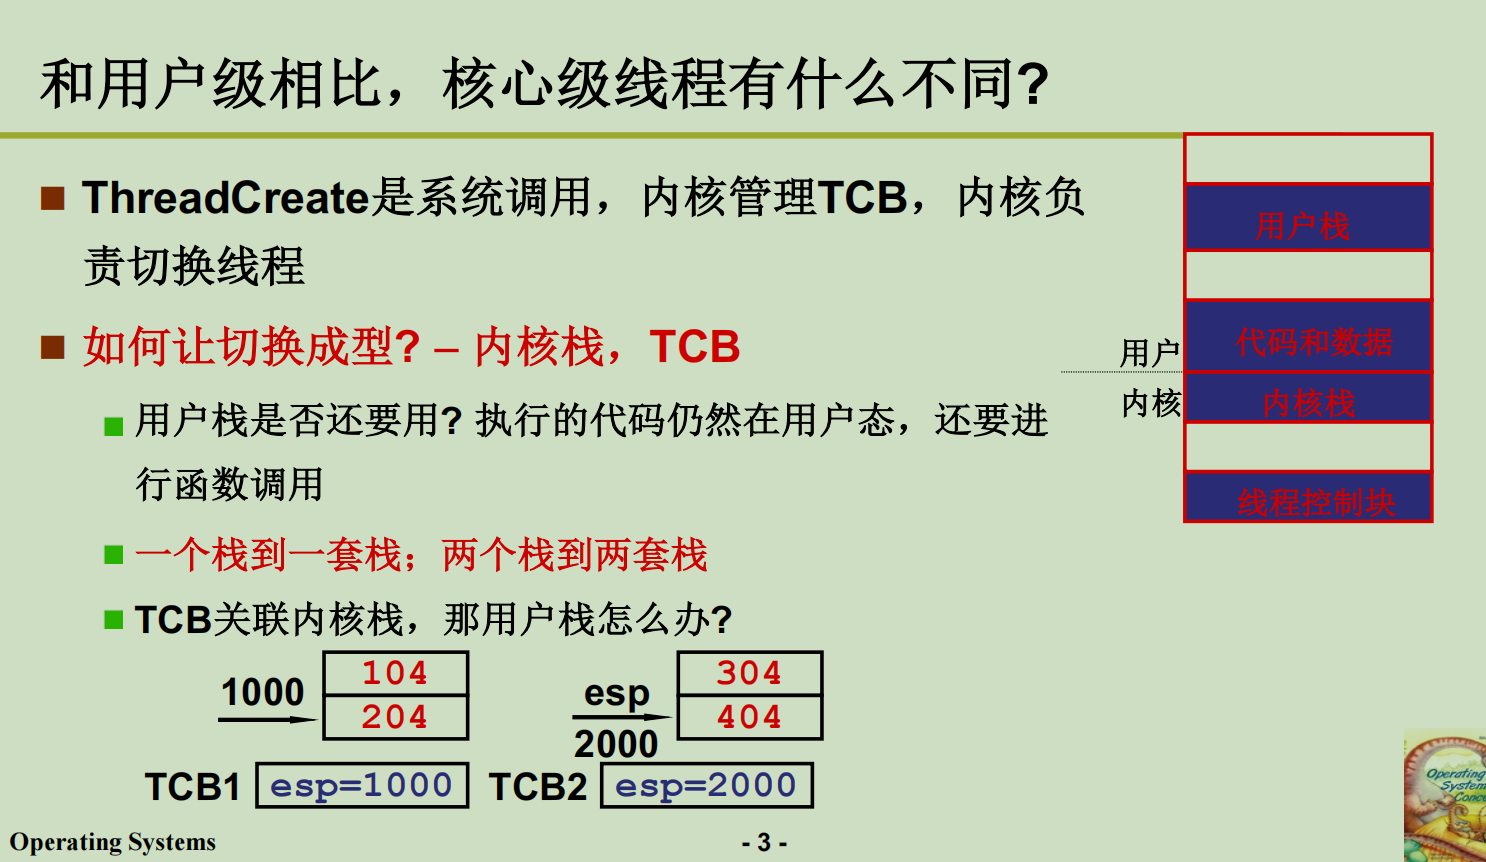 和用户级相比，核心级线程有什么不同?
ThreadCreate是系统调用，内核管理TCB，内核负
责切换线程
如何让切换成型? – 内核栈，TCB
用户栈是否还要用? 执行的代码仍然在用户态，还要进
行函数调用
一个栈到一套栈；两个栈到两套栈
TCB关联内核栈，那用户栈怎么办?
用户栈
代码和数据
用户
内核
内核栈
线程控制块
1000
104
204
esp
2000
304
404
TCB1
esp=1000
TCB2
esp=2000
Operating Systems
- 3 -
Operating
System
Conce